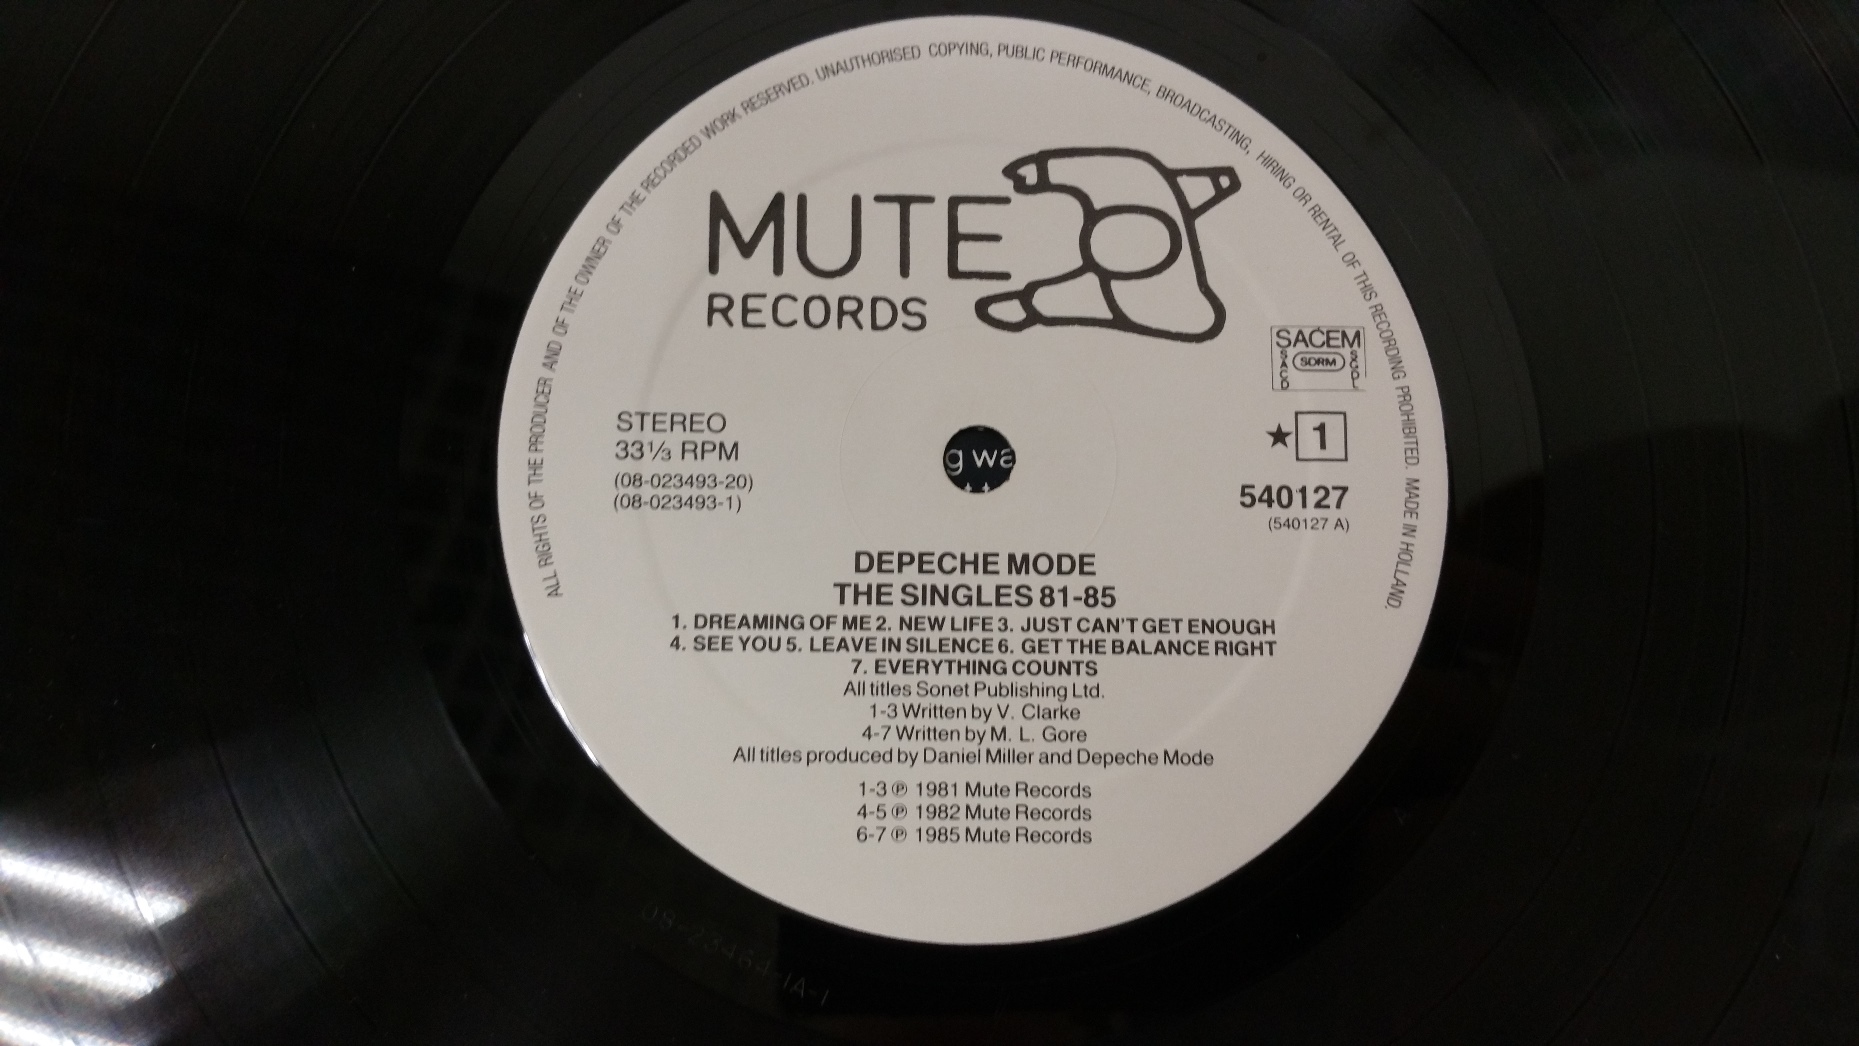 ALL RIGHTS OF THE PRODUCER AND OF THE OWNER OF THE RECORDED WORK RESERVED. UNAUTHORISED COPYING, PUBLIC PERFORMANCE, BROADCASTING, HIRING OR RENTAL OF THIS RECORDING PROHIBITED. MADE IN HOLLAND.
MUTE
RECORDS
SACEM
SACD SDRM SGDL
STEREO
33⅓ RPM
(08-023493-20)
(08-023493-1)
★ 1
540127
(540127 A)
g wa
DEPECHE MODE
THE SINGLES 81-85
1. DREAMING OF ME 2. NEW LIFE 3. JUST CAN'T GET ENOUGH
4. SEE YOU 5. LEAVE IN SILENCE 6. GET THE BALANCE RIGHT
7. EVERYTHING COUNTS
All titles Sonet Publishing Ltd.
1-3 Written by V. Clarke
4-7 Written by M. L. Gore
All titles produced by Daniel Miller and Depeche Mode
1-3 ℗ 1981 Mute Records
4-5 ℗ 1982 Mute Records
6-7 ℗ 1985 Mute Records